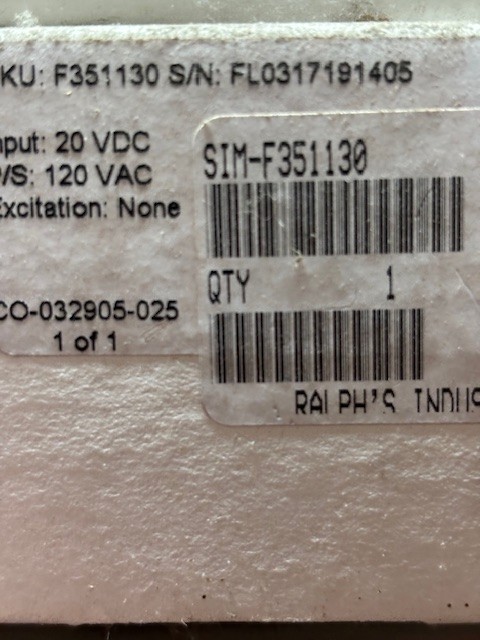 KU: F351130 S/N: FL0317191405
nput: 20 VDC
/S: 120 VAC
Excitation: None
CO-032905-025
1 of 1
SIM-F351130
QTY 1
RALPH'S INDUS